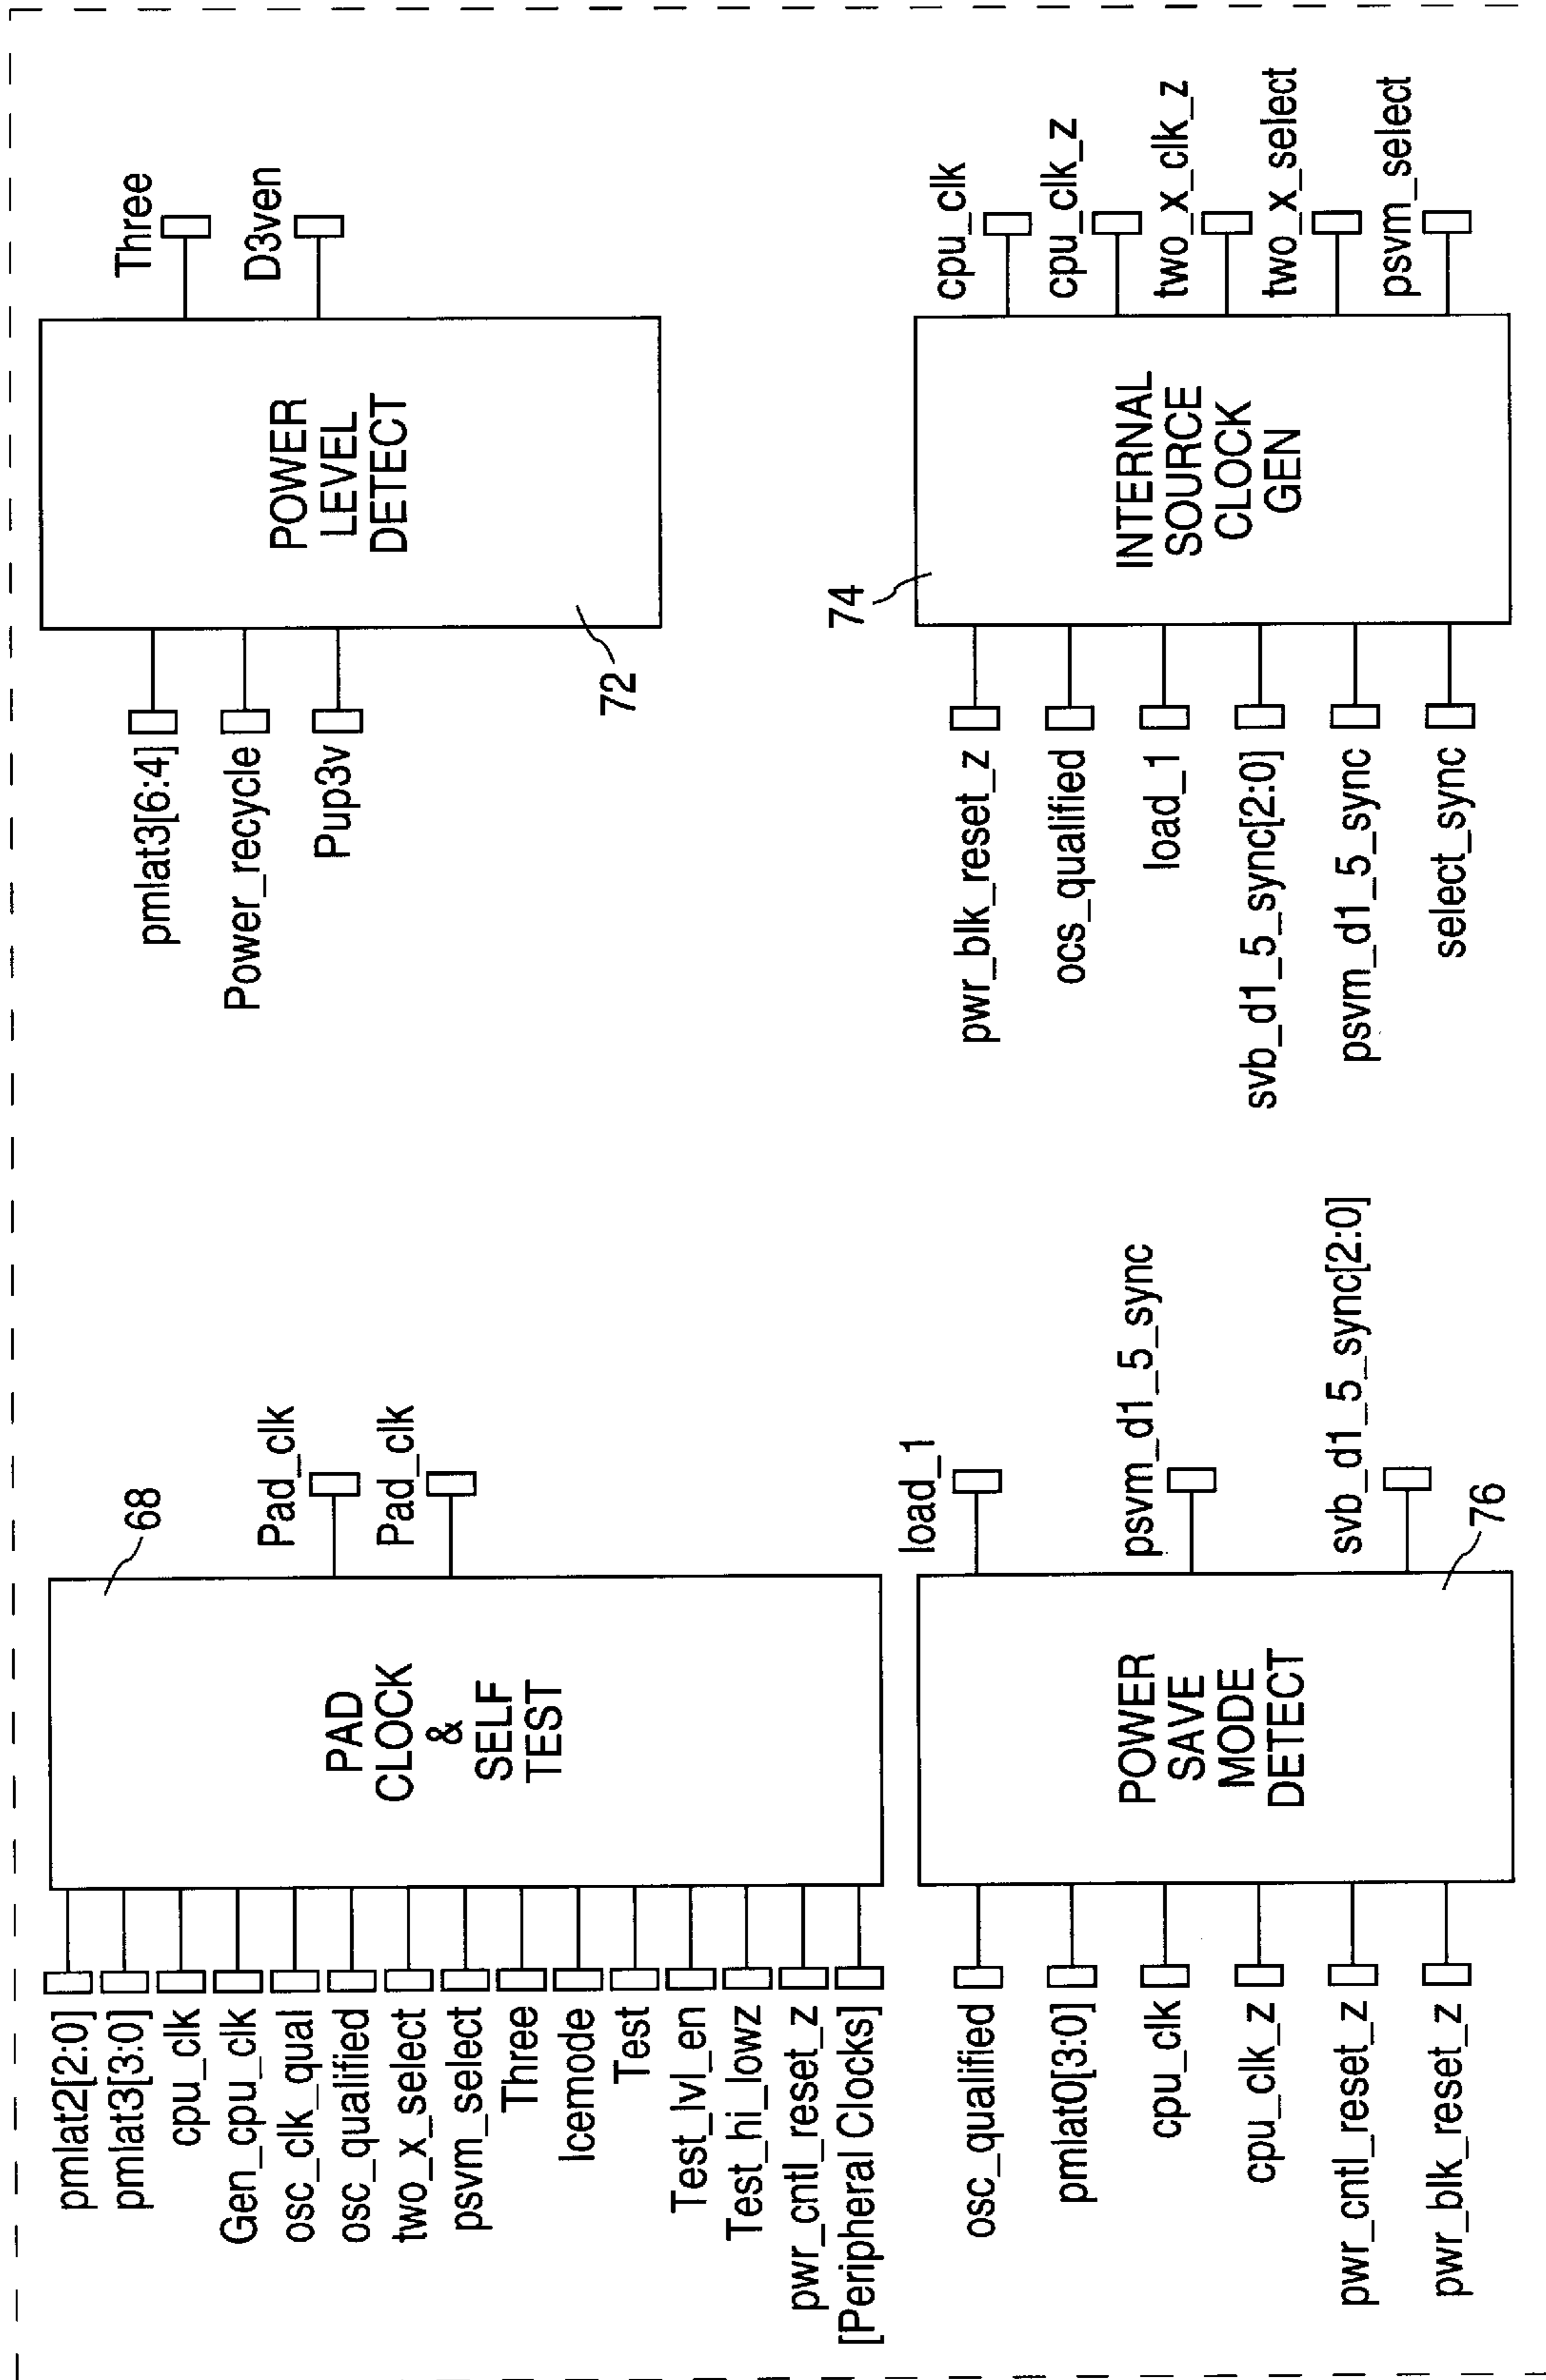 pmlat2[2:0]
pmlat3[3:0]
cpu_clk
Gen_cpu_clk
osc_clk_qual
osc_qualified
two_x_select
psvm_select
Three
Icemode
Test
Test_lvl_en
Test_hi_lowz
pwr_cntl_reset_z
[Peripheral Clocks]
PAD
CLOCK
&
SELF
TEST
68
Pad_clk
Pad_clk
pmlat3[6:4]
Power_recycle
Pup3v
POWER
LEVEL
DETECT
72
Three
D3ven
osc_qualified
pmlat0[3:0]
cpu_clk
cpu_clk_z
pwr_cntl_reset_z
pwr_blk_reset_z
POWER
SAVE
MODE
DETECT
76
load_1
psvm_d1_5_sync
svb_d1_5_sync[2:0]
pwr_blk_reset_z
ocs_qualified
load_1
svb_d1_5_sync[2:0]
psvm_d1_5_sync
select_sync
74
INTERNAL
SOURCE
CLOCK
GEN
cpu_clk
cpu_clk_z
two_x_clk_z
two_x_select
psvm_select